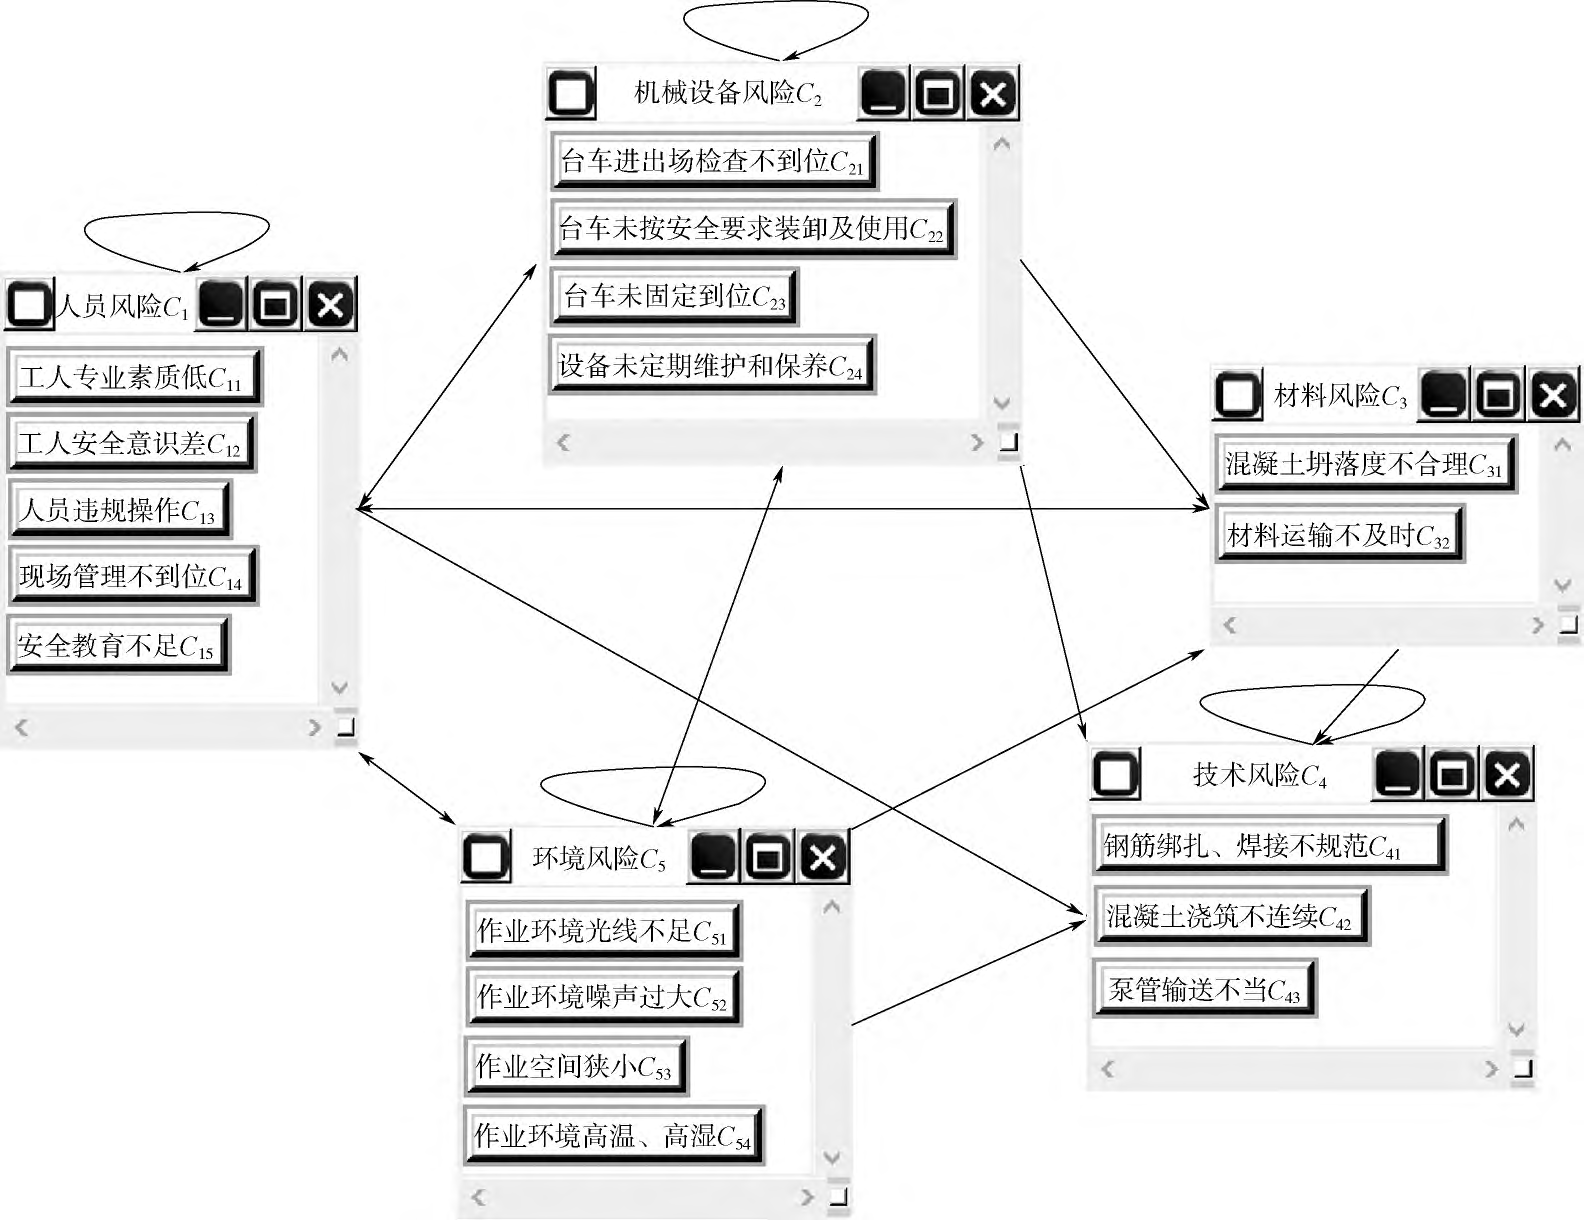 机械设备风险C2
台车进出场检查不到位C21
台车未按安全要求装卸及使用C22
台车未固定到位C23
设备未定期维护和保养C24
人员风险C1
工人专业素质低C11
工人安全意识差C12
人员违规操作C13
现场管理不到位C14
安全教育不足C15
材料风险C3
混凝土坍落度不合理C31
材料运输不及时C32
技术风险C4
钢筋绑扎、焊接不规范C41
混凝土浇筑不连续C42
泵管输送不当C43
环境风险C5
作业环境光线不足C51
作业环境噪声过大C52
作业空间狭小C53
作业环境高温、高湿C54